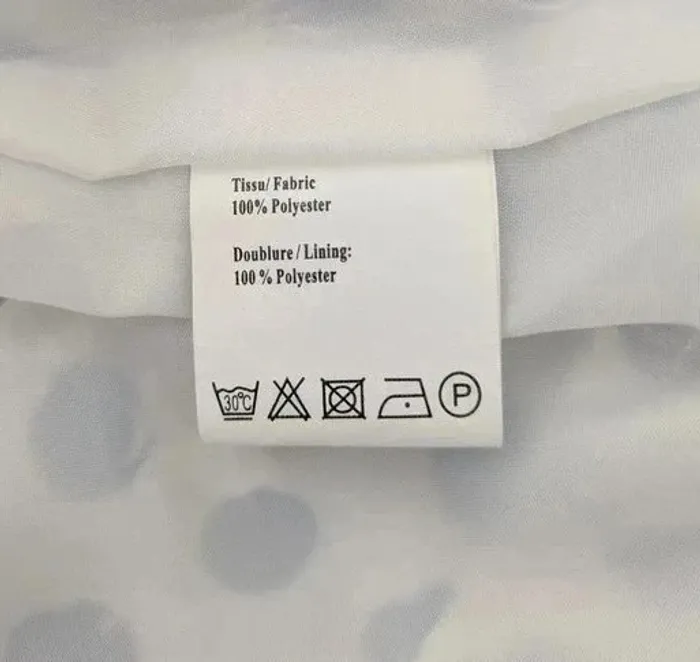 Tissu/ Fabric
100% Polyester
Doublure / Lining:
100 % Polyester
30°C P